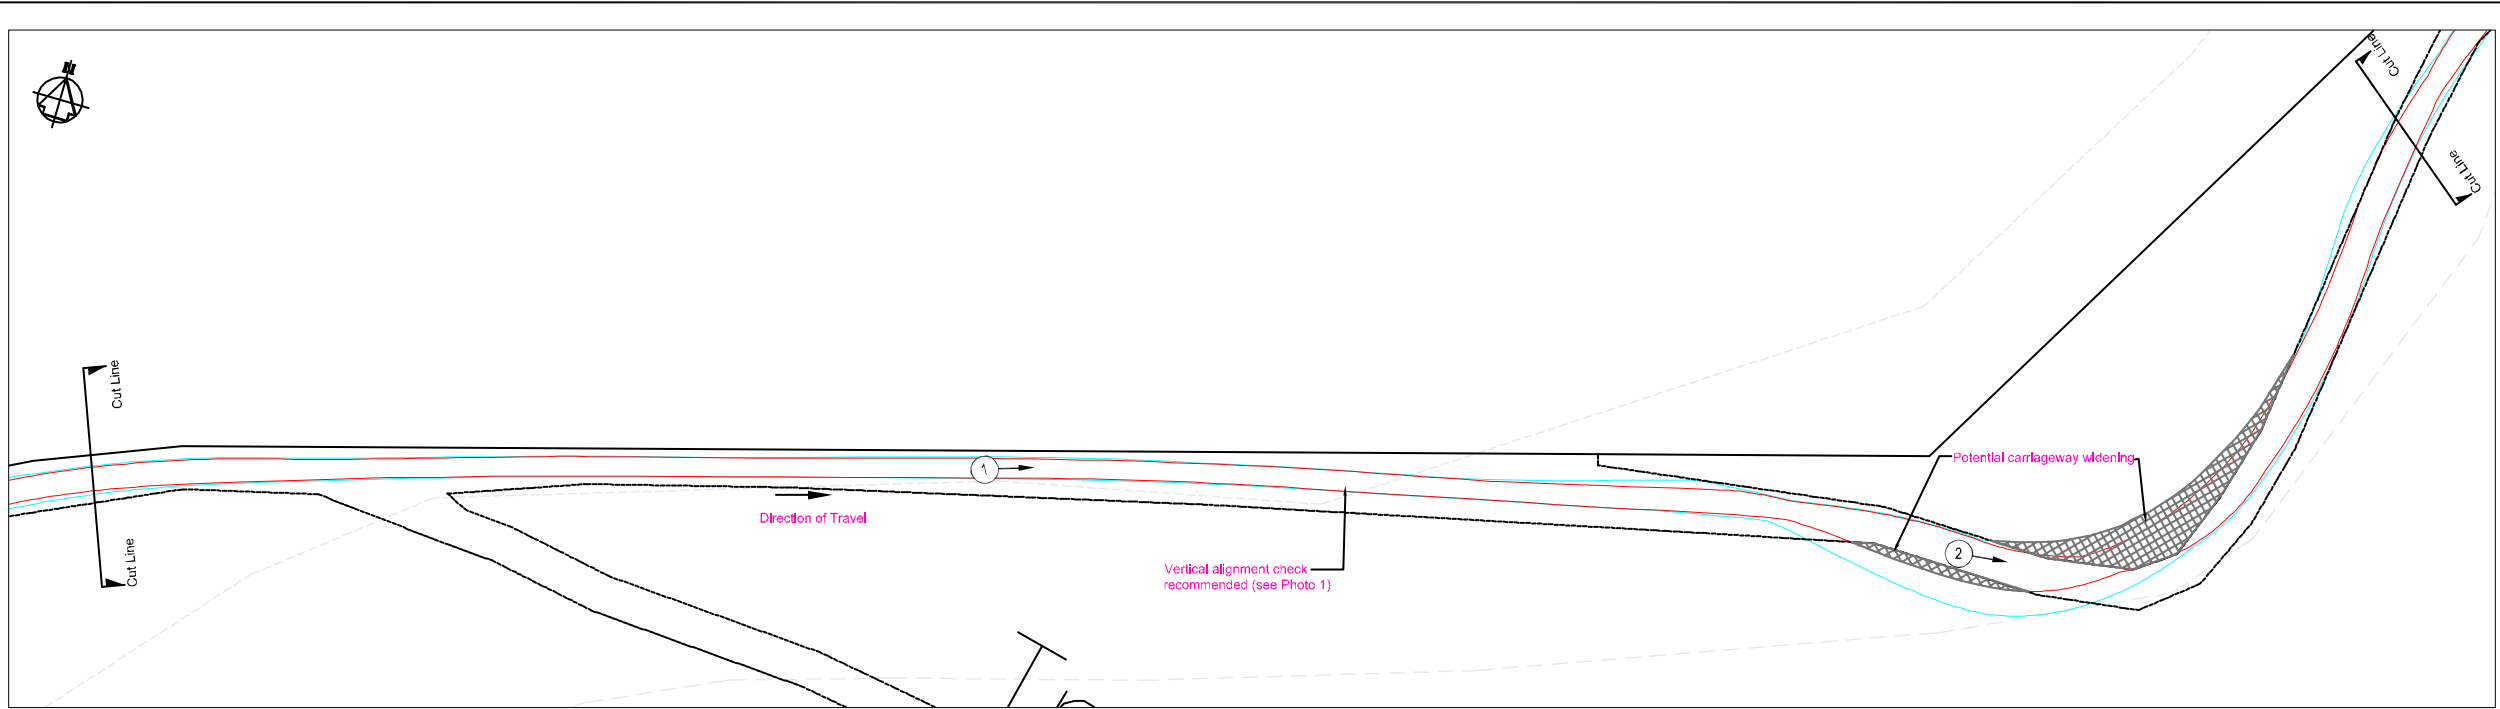 N
Cut Line
Cut Line
Cut Line
Cut Line
1
Direction of Travel
Vertical alignment check
recommended (see Photo 1)
Potential carriageway widening
2